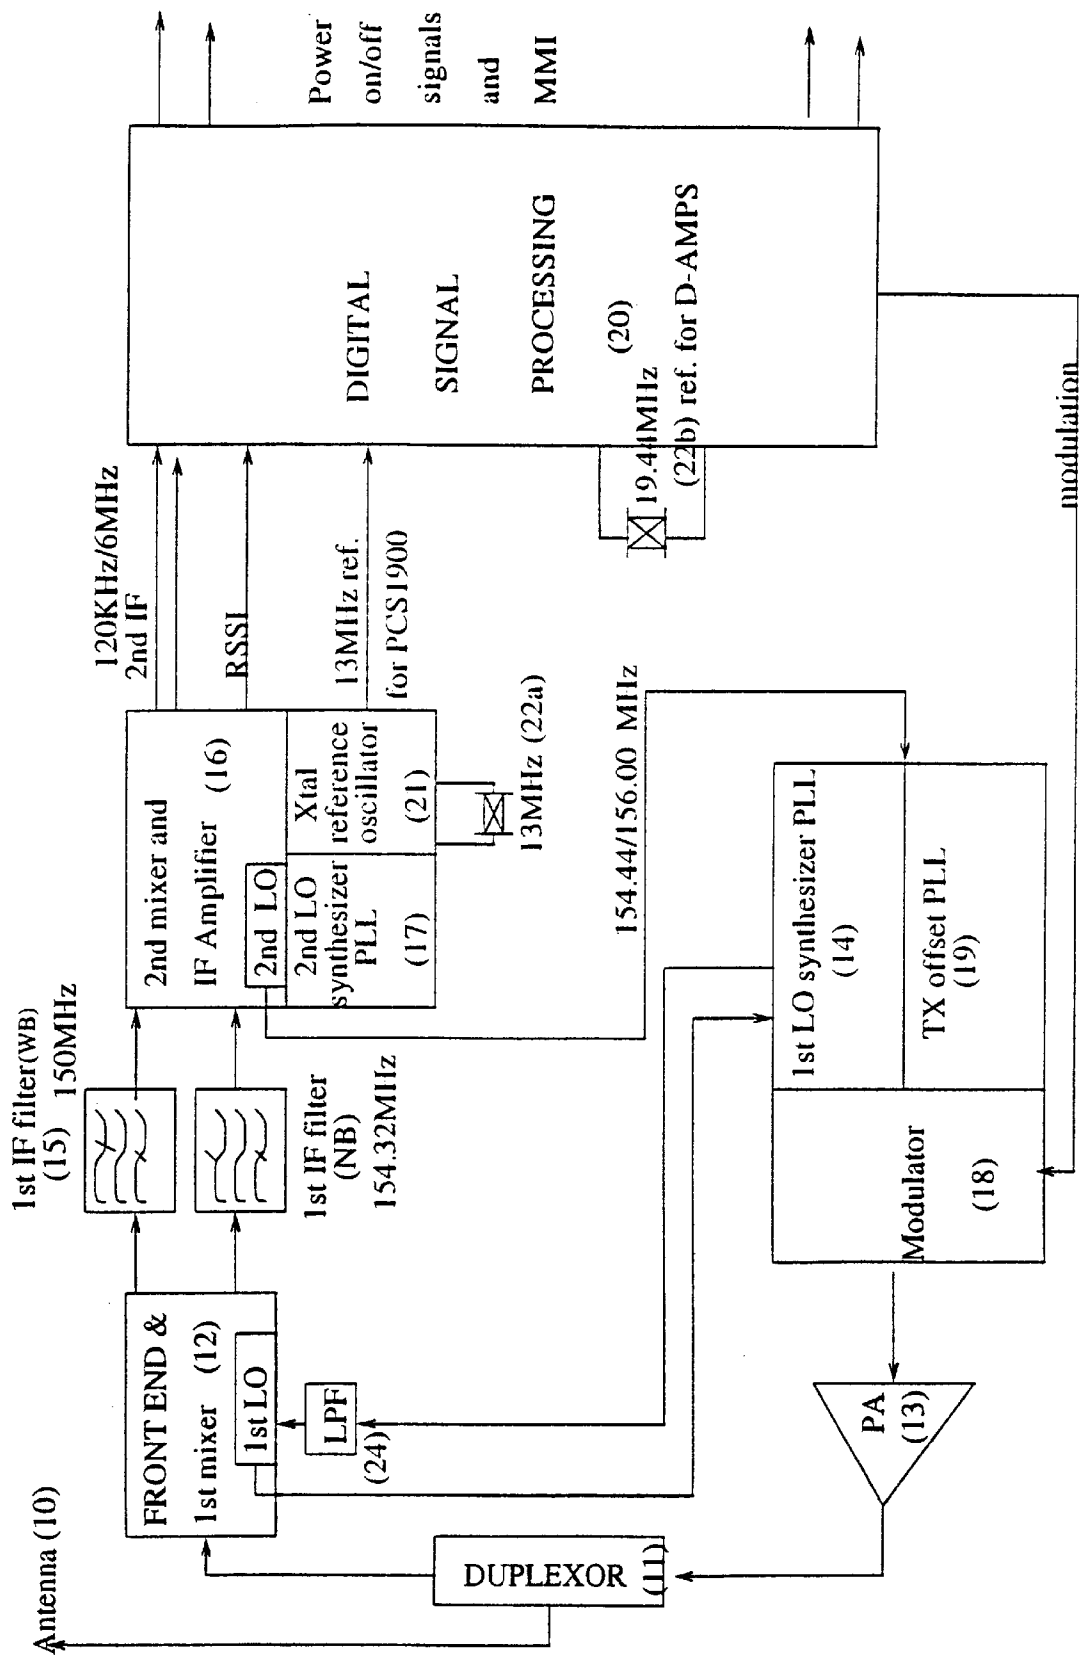 Antenna (10)
DUPLEXOR
(11)
FRONT END &
1st mixer (12)
1st LO
LPF
(24)
1st IF filter(WB)
(15) 150MHz
1st IF filter
(NB)
154.32MHz
2nd mixer and
IF Amplifier (16)
2nd LO
2nd LO
synthesizer
PLL
(17)
Xtal
reference
oscillator
(21)
13MHz (22a)
120KHz/6MHz
2nd IF
RSSI
13MHz ref.
for PCS1900
154.44/156.00 MHz
DIGITAL
SIGNAL
PROCESSING
(20)
19.44MHz
(22b) ref. for D-AMPS
Power
on/off
signals
and
MMI
modulation
1st LO synthesizer PLL
(14)
TX offset PLL
(19)
Modulator
(18)
PA
(13)